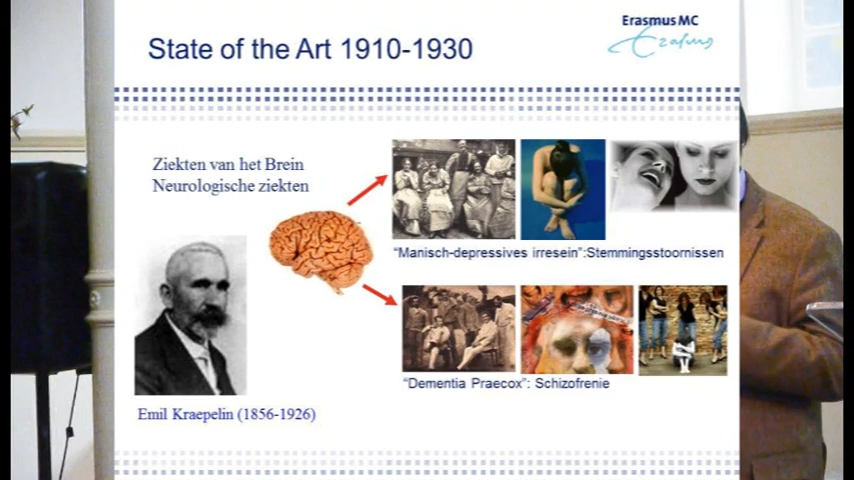 State of the Art 1910-1930
Erasmus MC
Erasmus
Ziekten van het Brein
Neurologische ziekten
“Manisch-depressives irresein”:Stemmingsstoornissen
“Dementia Praecox”: Schizofrenie
Emil Kraepelin (1856-1926)